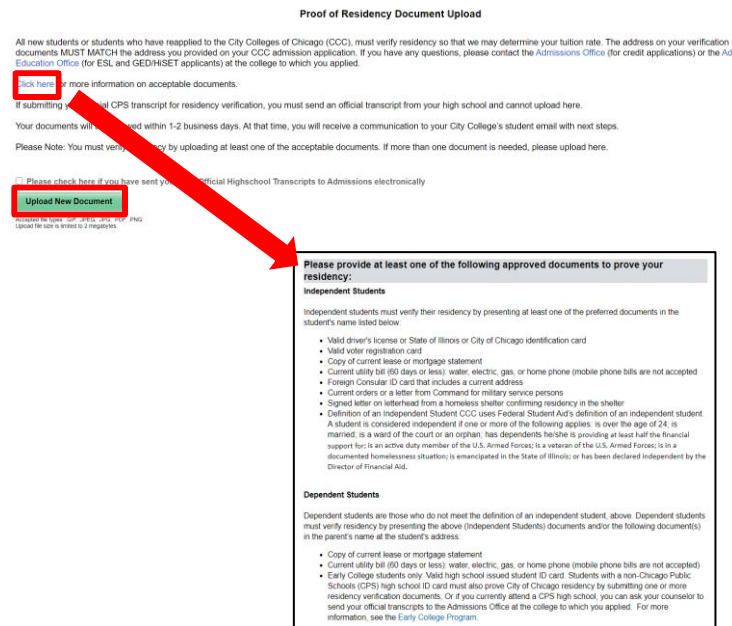 Proof of Residency Document Upload
All new students or students who have reapplied to the City Colleges of Chicago (CCC), must verify residency so that we may determine your tuition rate. The address on your verification
documents MUST MATCH the address you provided on your CCC admission application. If you have any questions, please contact the Admissions Office (for credit applications) or the Ad
Education Office (for ESL and GED/HiSET applicants) at the college to which you applied.
Click here for more information on acceptable documents.
If submitting official CPS transcript for residency verification, you must send an official transcript from your high school and cannot upload here.
Your documents will within 1-2 business days. At that time, you will receive a communication to your City College's student email with next steps.
Please Note: You must verify by uploading at least one of the acceptable documents. If more than one document is needed, please upload here.
Please check here if you have sent Official Highschool Transcripts to Admissions electronically
Upload New Document
Accepted file types: GIF, JPEG, JPG, PDF, PNG
Upload file size is limited to 2 megabytes.
Please provide at least one of the following approved documents to prove your
residency:
Independent Students
Independent students must verify their residency by presenting at least one of the preferred documents in the
student's name listed below:
• Valid driver's license or State of Illinois or City of Chicago identification card
• Valid voter registration card
• Copy of current lease or mortgage statement
• Current utility bill (60 days or less): water, electric, gas, or home phone (mobile phone bills are not accepted
• Foreign Consular ID card that includes a current address
• Current orders or a letter from Command for military service persons
• Signed letter on letterhead from a homeless shelter confirming residency in the shelter
• Definition of an Independent Student CCC uses Federal Student Aid's definition of an independent student.
A student is considered independent if one or more of the following applies: is over the age of 24; is
married; is a ward of the court or an orphan; has dependents he/she is providing at least half the financial
support for; is an active duty member of the U.S. Armed Forces; is a veteran of the U.S. Armed Forces; is in a
documented homelessness situation; is emancipated in the State of Illinois; or has been declared independent by the
Director of Financial Aid.
Dependent Students
Dependent students are those who do not meet the definition of an independent student, above. Dependent students
must verify residency by presenting the above (Independent Students) documents and/or the following document(s)
in the parent's name at the student's address:
• Copy of current lease or mortgage statement
• Current utility bill (60 days or less): water, electric, gas, or home phone (mobile phone bills are not accepted)
• Early College students only: Valid high school issued student ID card. Students with a non-Chicago Public
Schools (CPS) high school ID card must also prove City of Chicago residency by submitting one or more
residency verification documents. Or if you currently attend a CPS high school, you can ask your counselor to
send your official transcripts to the Admissions Office at the college to which you applied. For more
information, see the Early College Program.